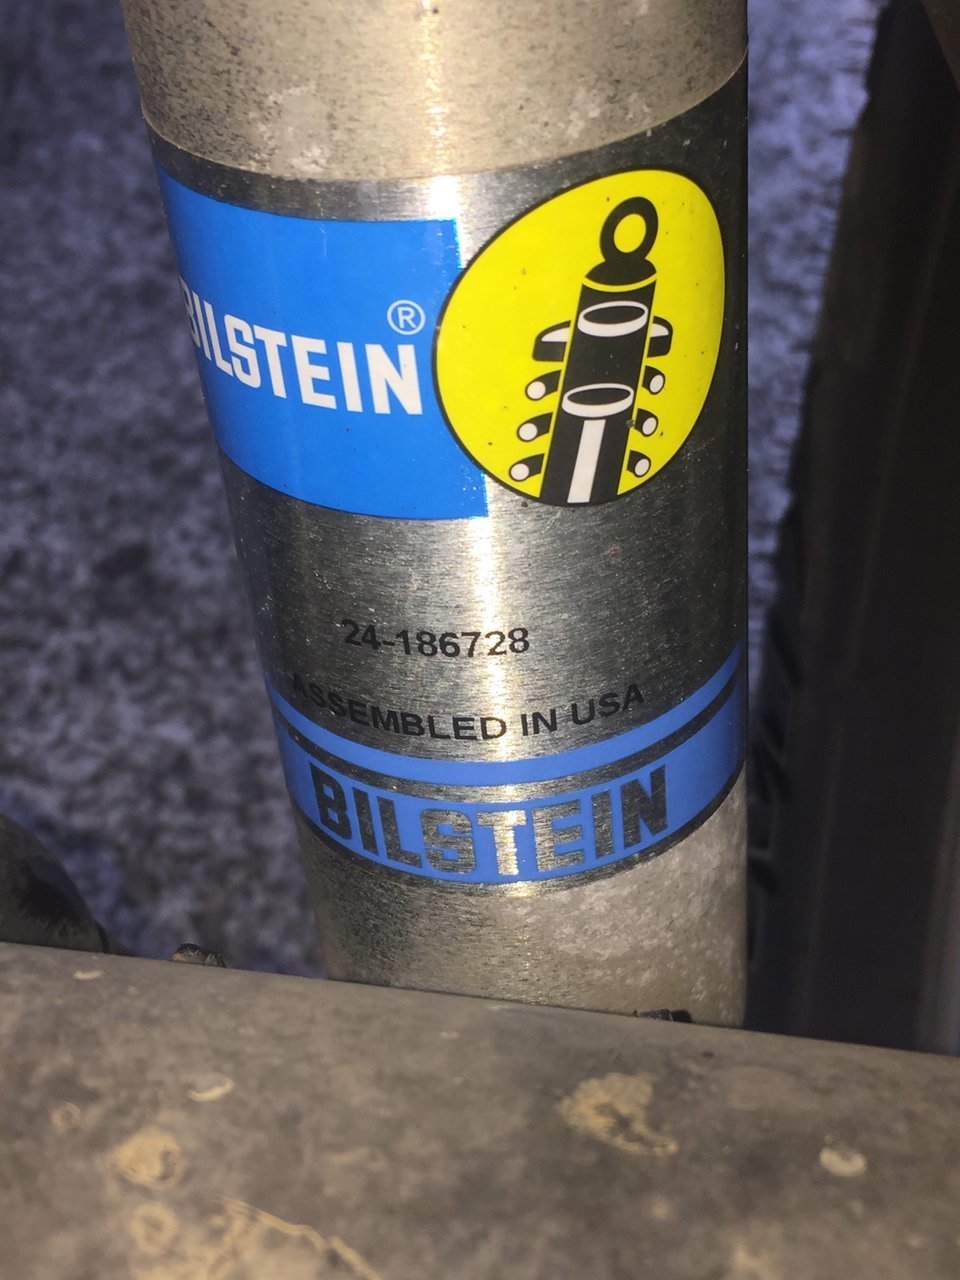 BILSTEIN®
24-186728
ASSEMBLED IN USA
BILSTEIN